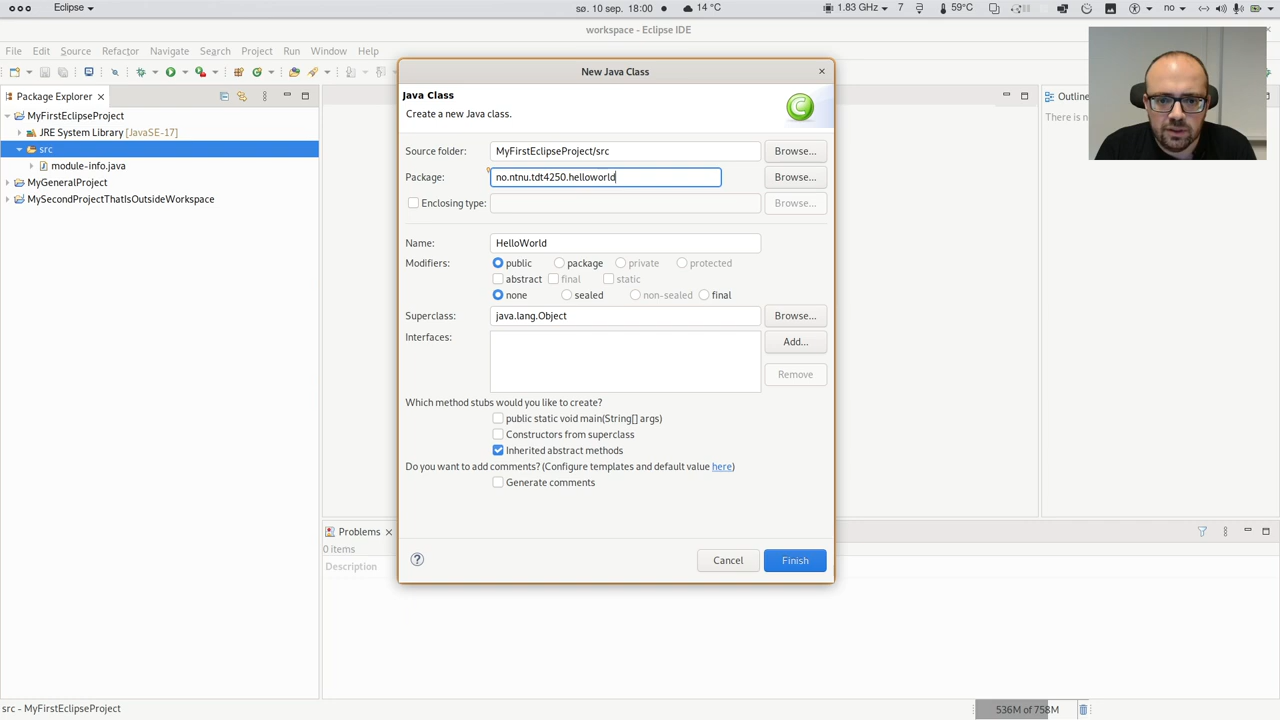 Eclipse
sø. 10 sep. 18:00
14 °C
1.83 GHz
7
59°C
no
workspace - Eclipse IDE
File Edit Source Refactor Navigate Search Project Run Window Help
Package Explorer
MyFirstEclipseProject
JRE System Library [JavaSE-17]
src
module-info.java
MyGeneralProject
MySecondProjectThatIsOutsideWorkspace
Outline
There is n
New Java Class
Java Class
Create a new Java class.
Source folder: MyFirstEclipseProject/src Browse...
Package: no.ntnu.tdt4250.helloworld Browse...
Enclosing type: Browse...
Name: HelloWorld
Modifiers: public package private protected
abstract final static
none sealed non-sealed final
Superclass: java.lang.Object Browse...
Interfaces: Add...
Remove
Which method stubs would you like to create?
public static void main(String[] args)
Constructors from superclass
Inherited abstract methods
Do you want to add comments? (Configure templates and default value here)
Generate comments
Cancel Finish
Problems
0 items
Description
src - MyFirstEclipseProject
536M of 758M